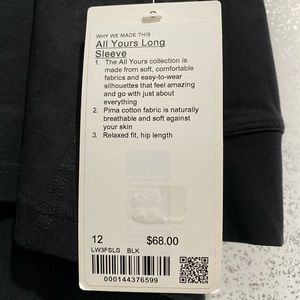 WHY WE MADE THIS
All Yours Long
Sleeve
1. The All Yours collection is
made from soft, comfortable
fabrics and easy-to-wear
silhouettes that feel amazing
and go with just about
everything
2. Pima cotton fabric is naturally
breathable and soft against
your skin
3. Relaxed fit, hip length
12 $68.00
LW3FSLS BLK
000144376599